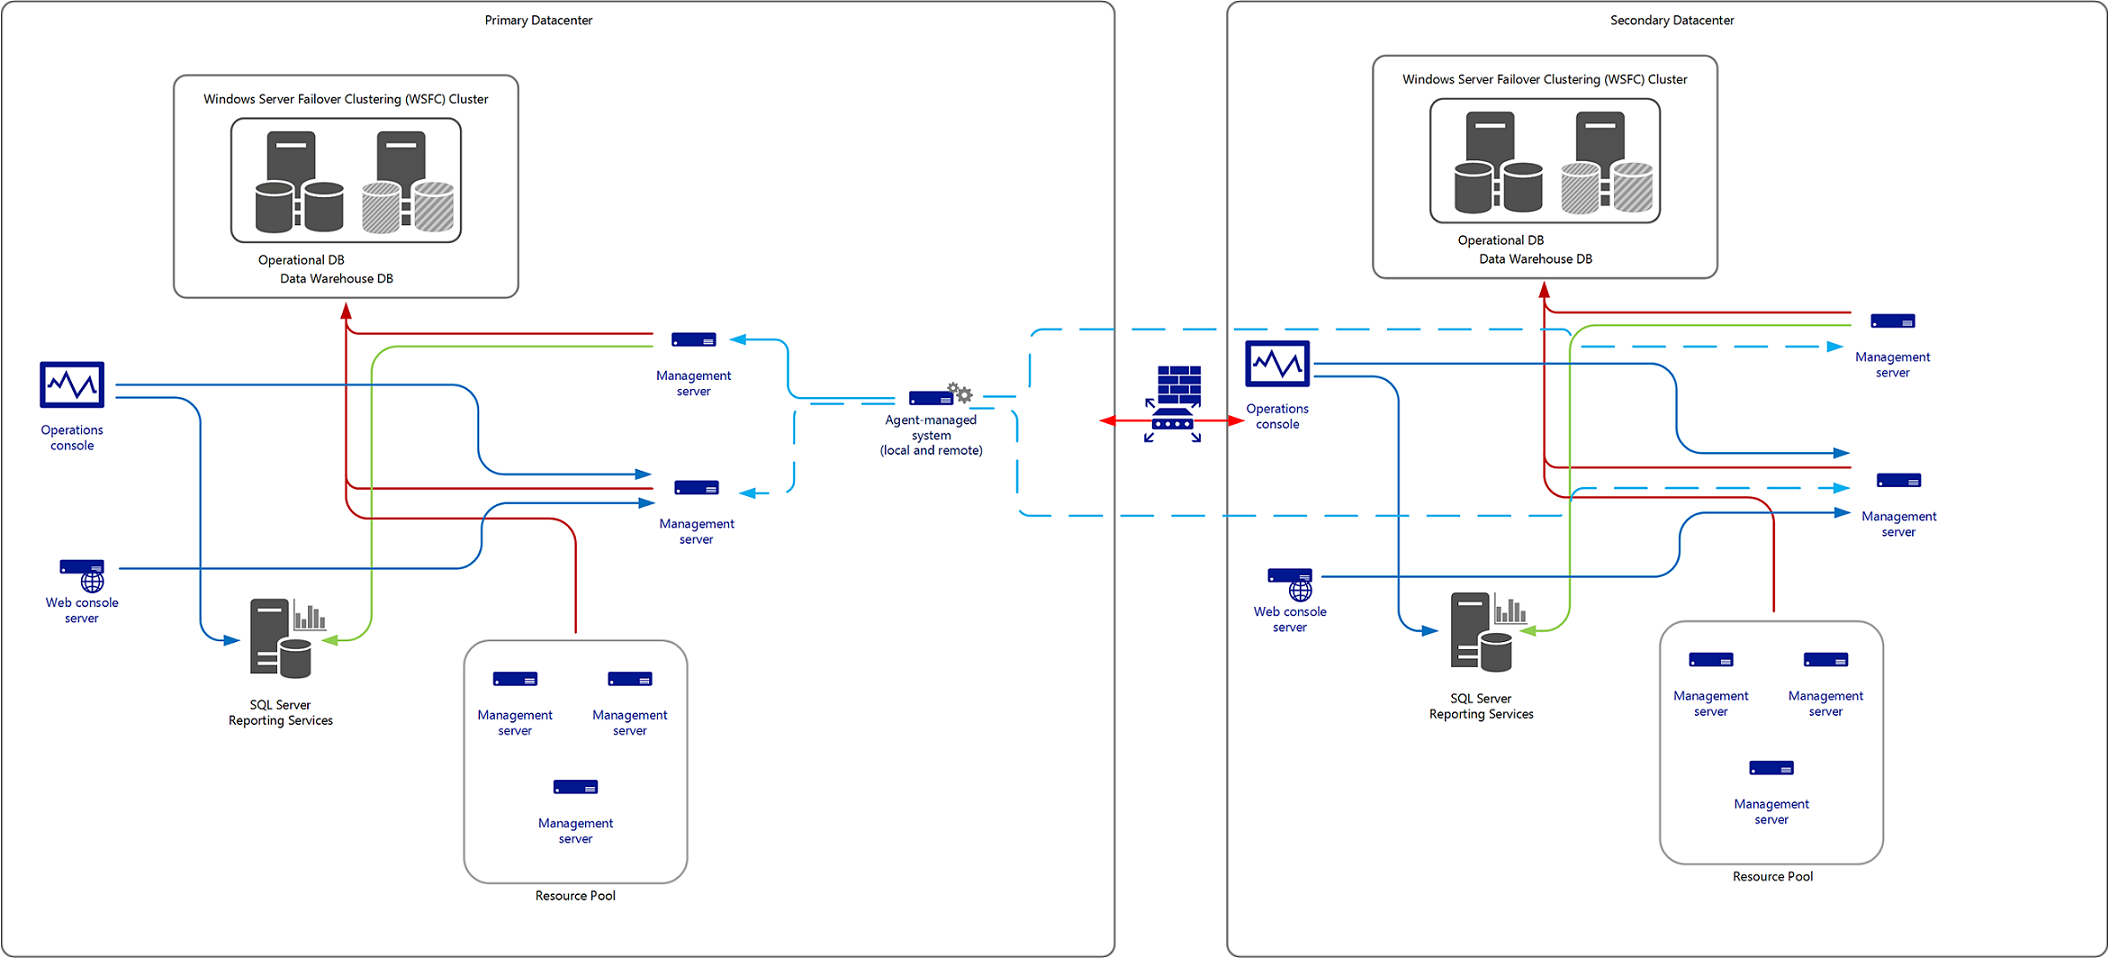 Primary Datacenter
Windows Server Failover Clustering (WSFC) Cluster
Operational DB
Data Warehouse DB
Operations
console
Management
server
Agent-managed
system
(local and remote)
Management
server
Web console
server
SQL Server
Reporting Services
Management
server
Management
server
Management
server
Resource Pool
Secondary Datacenter
Windows Server Failover Clustering (WSFC) Cluster
Operational DB
Data Warehouse DB
Operations
console
Management
server
Management
server
Web console
server
SQL Server
Reporting Services
Management
server
Management
server
Management
server
Resource Pool